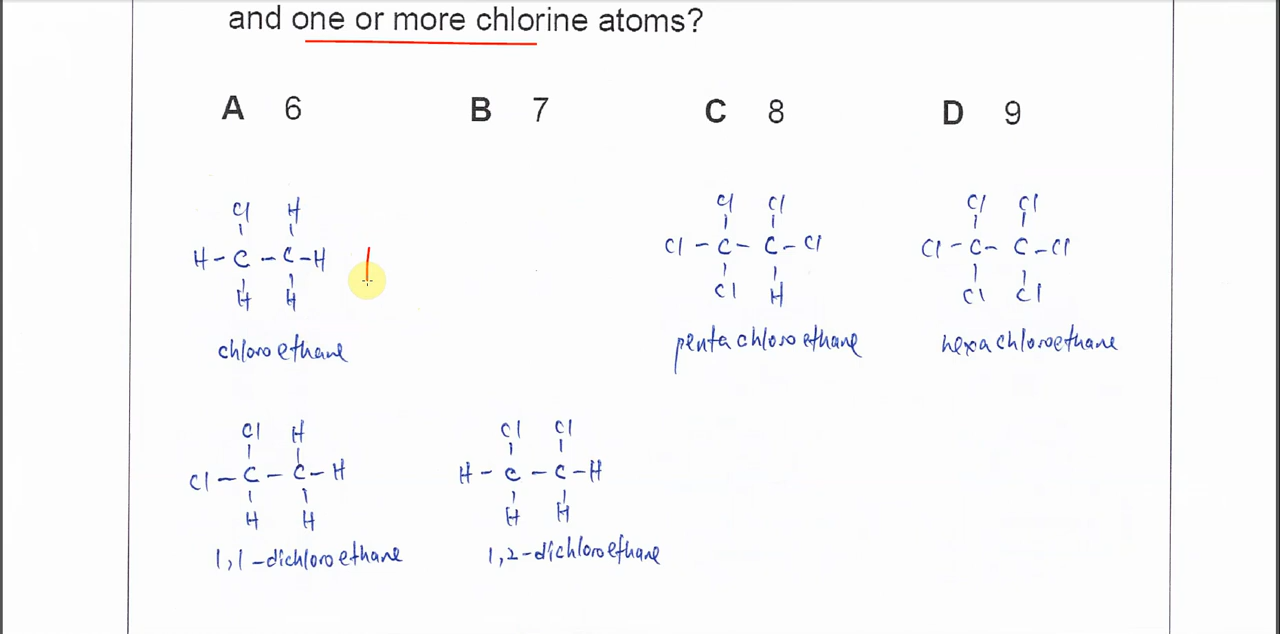 and one or more chlorine atoms?
A 6 B 7 C 8 D 9
Cl H Cl Cl Cl Cl
H - C - C - H Cl - C - C - Cl Cl - C - C - Cl
H H Cl H Cl Cl
chloroethane pentachloroethane hexachloroethane
Cl H Cl Cl
Cl - C - C - H H - C - C - H
H H H H
1,1-dichloroethane 1,2-dichloroethane